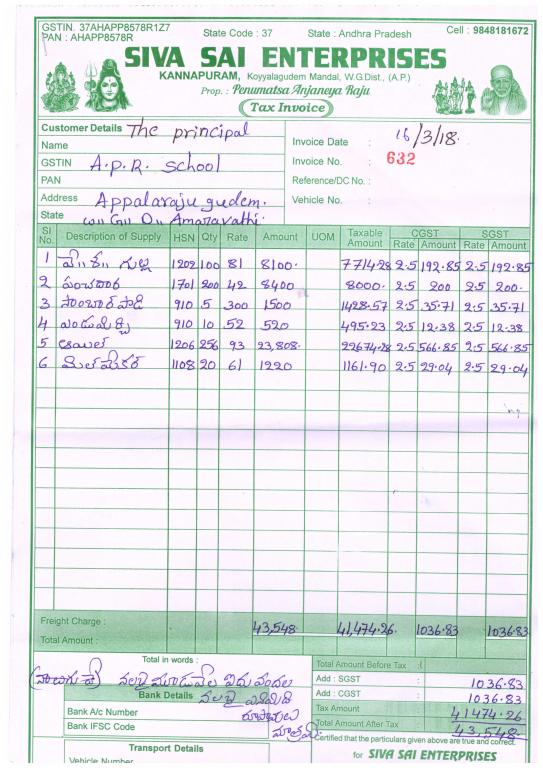 GSTIN. 37AHAPP8578R1Z7 State Code : 37 State : Andhra Pradesh Cell : 9848181672
PAN : AHAPP8578R
SIVA SAI ENTERPRISES
KANNAPURAM, Koyyalagudem Mandal, W.G.Dist., (A.P.)
Prop. : Penumatsa Anjaneya Raju
Tax Invoice
Customer Details The principal
Name
GSTIN A.P.R. school
PAN
Address Appalaraju gudem.
State Amaravathi.
Invoice Date : 16/3/18.
Invoice No. : 632
Reference/DC No. :
Vehicle No. :
Sl No. Description of Supply HSN Qty Rate Amount UOM Taxable Amount CGST Rate Amount SGST Rate Amount
1 1202 100 81 8100. 7714.28 2.5 192.85 2.5 192.85
2 పంచదార 1701 200 42 8400 8000. 2.5 200 2.5 200.
3 సాంబార్ పొడి 910 5 300 1500 1428.57 2.5 35.71 2.5 35.71
4 ఎండుమిర్చి 910 10 .52 520 495.23 2.5 12.38 2.5 12.38
5 ఆయిల్ 1206 256 93 23,808. 22674.28 2.5 566.85 2.5 566.85
6 మిల్ మేకర్ 1108 20 61 1220 1161.90 2.5 29.04 2.5 29.04
Freight Charge :
43,548. 41,474.26. 1036.83 1036.83
Total Amount :
Total in words :
నలభై మూడువేల ఐదు వందల
నలభై ఎనిమిది
రూపాయలు
మాత్రమే.
Bank Details
Bank A/c Number
Bank IFSC Code
Transport Details
Vehicle Number
Total Amount Before Tax :
Add : SGST 1036.83
Add : CGST 1036.83
Tax Amount 41474.26
Total Amount After Tax 43,548.
Certified that the particulars given above are true and correct.
for SIVA SAI ENTERPRISES